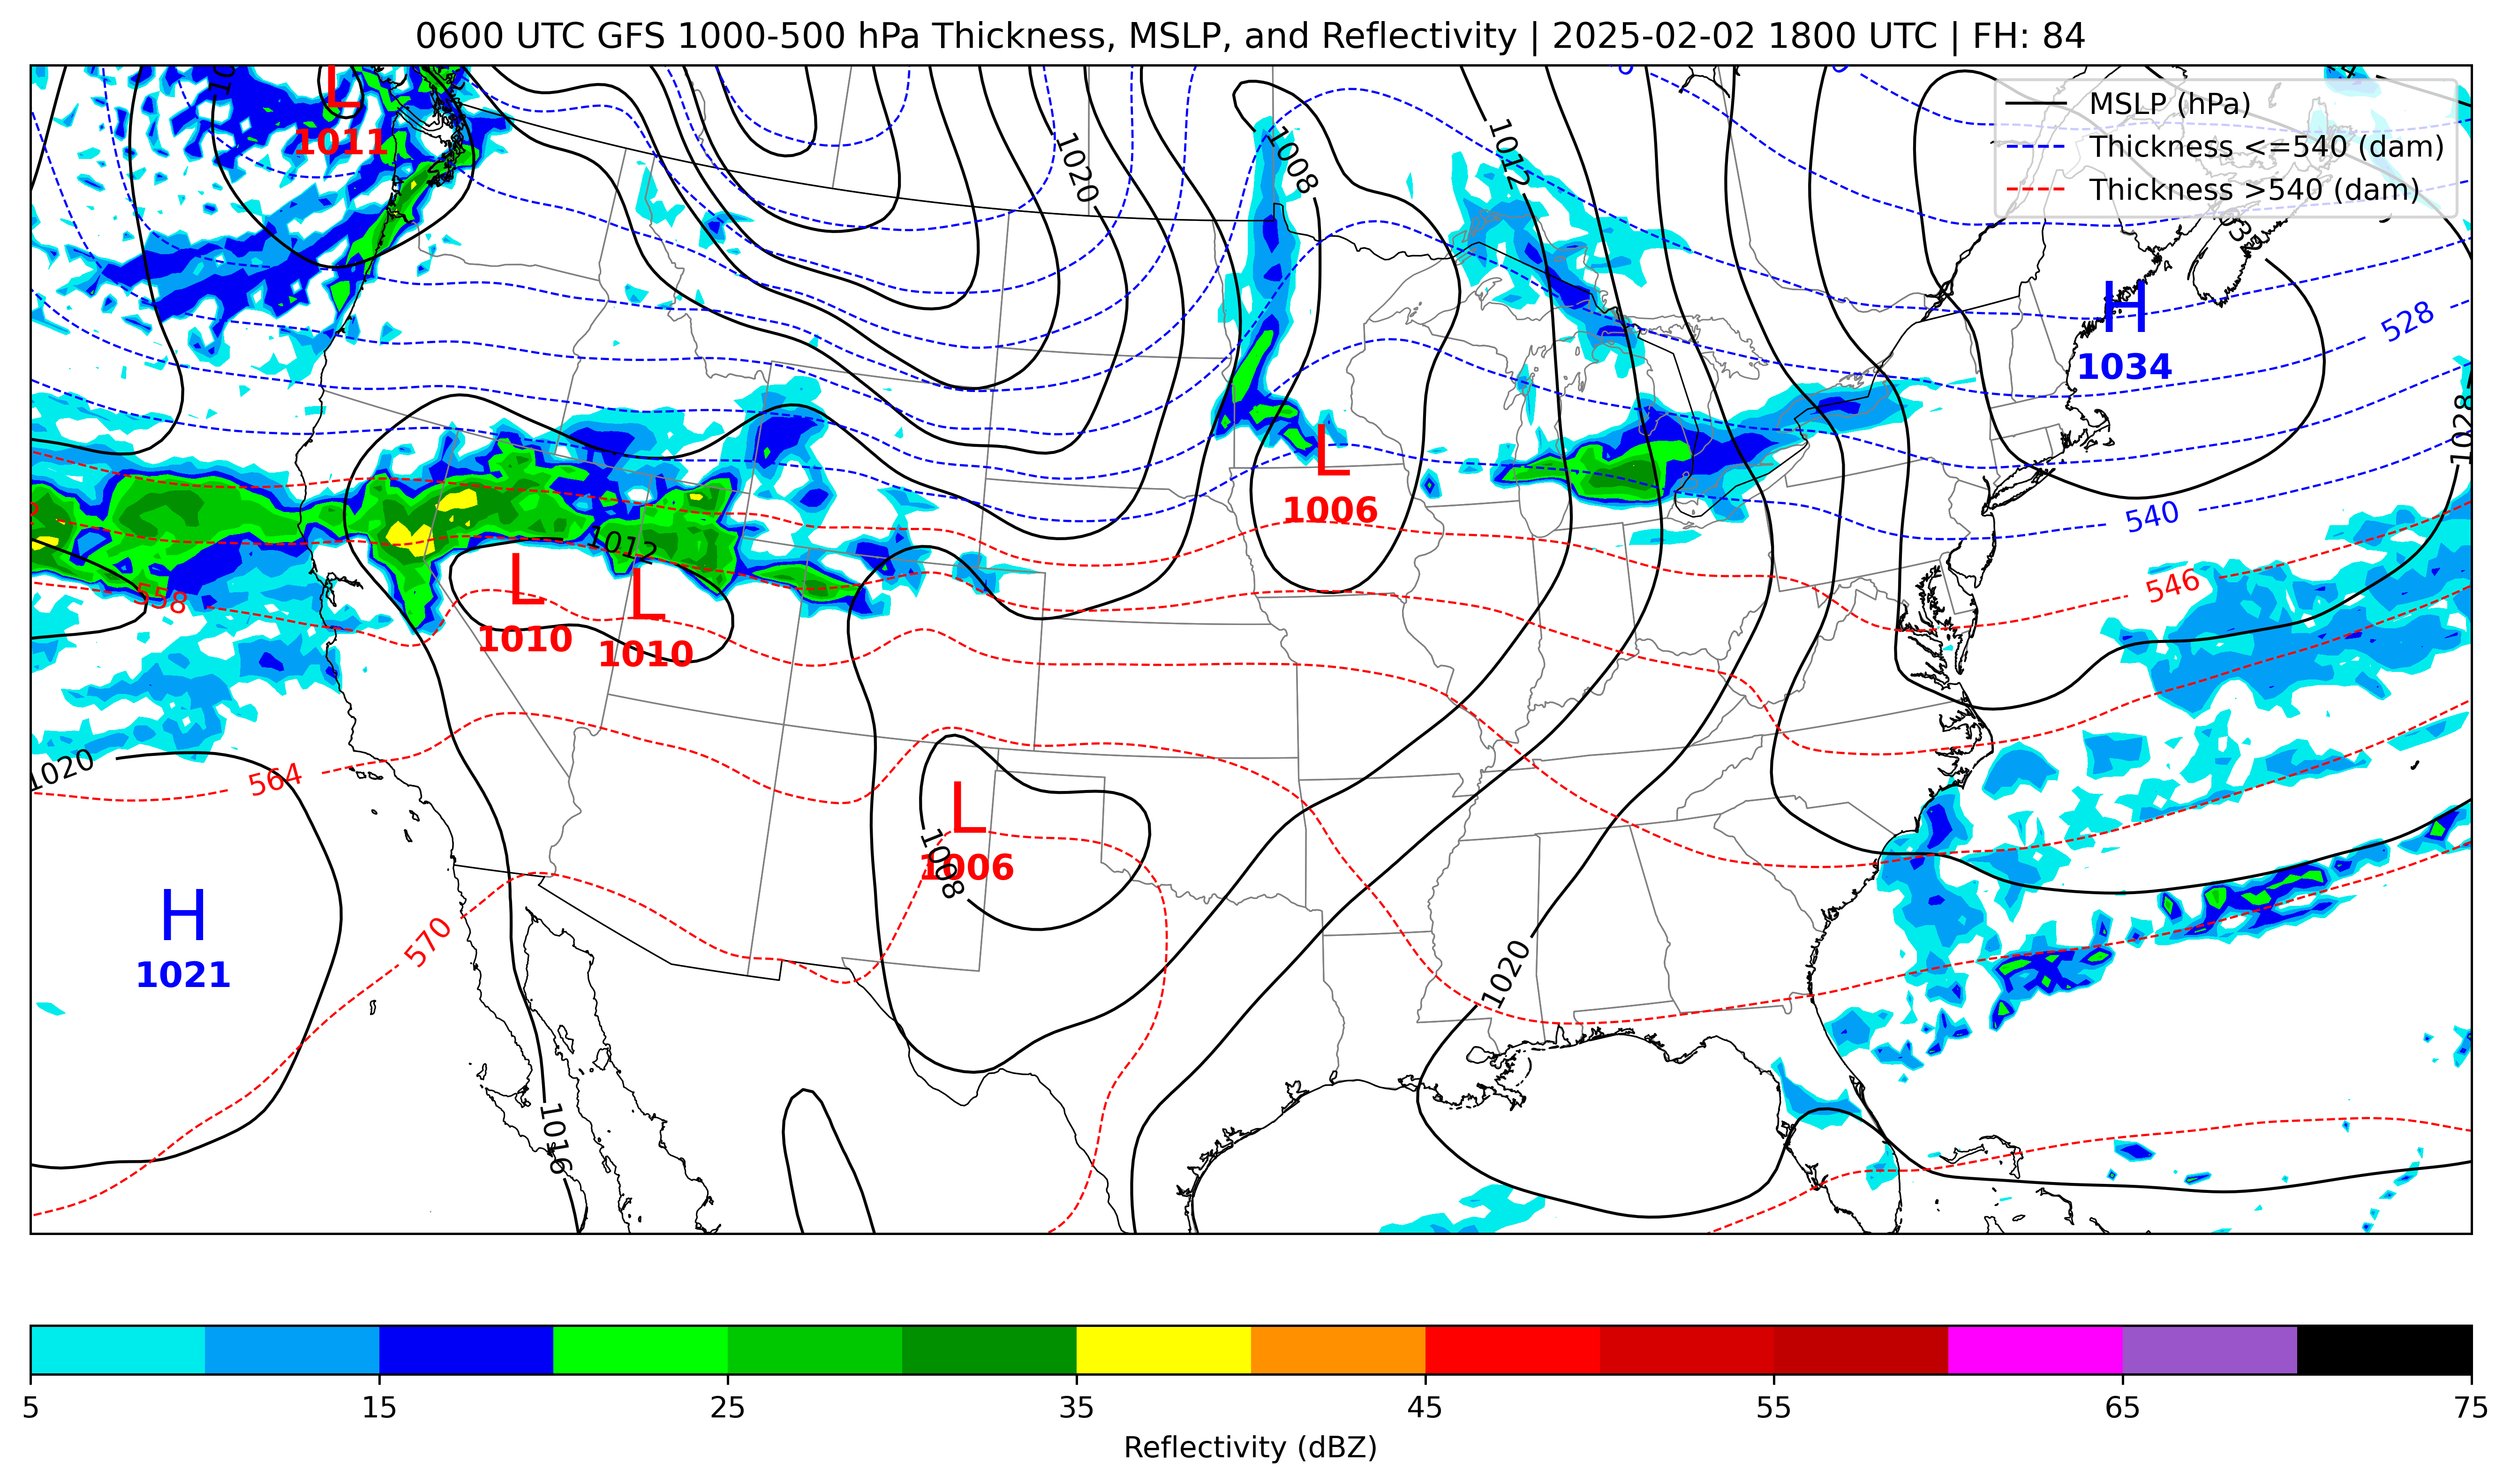 0600 UTC GFS 1000-500 hPa Thickness, MSLP, and Reflectivity | 2025-02-02 1800 UTC | FH: 84
MSLP (hPa)
Thickness <=540 (dam)
Thickness >540 (dam)
L
1011
1020
1008
1012
H
1034
528
1028
L
1006
540
1012
L
1010
L
1010
558
546
1020
564
L
1006
1008
H
1021
570
1020
1016
5
15
25
35
45
55
65
75
Reflectivity (dBZ)